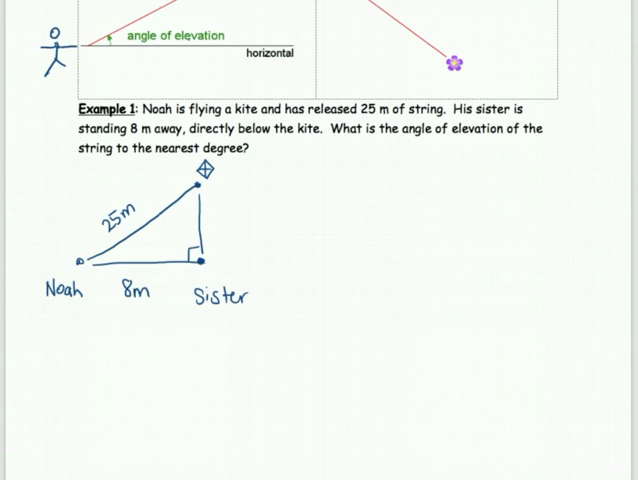 angle of elevation
horizontal
Example 1: Noah is flying a kite and has released 25 m of string. His sister is
standing 8 m away, directly below the kite. What is the angle of elevation of the
string to the nearest degree?
25m
Noah 8m Sister